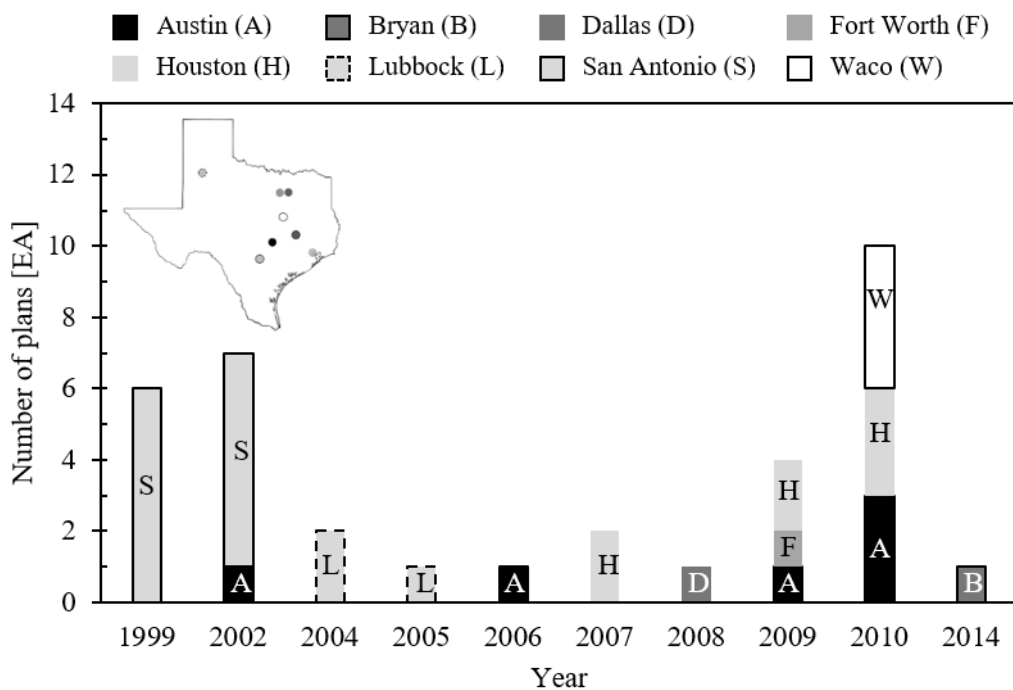 Austin (A) Bryan (B) Dallas (D) Fort Worth (F)
Houston (H) Lubbock (L) San Antonio (S) Waco (W)
Number of plans [EA]
14
12
10
8
6
4
2
0
S
S
A
L
L
A
H
D
H
F
A
W
H
A
B
1999 2002 2004 2005 2006 2007 2008 2009 2010 2014
Year